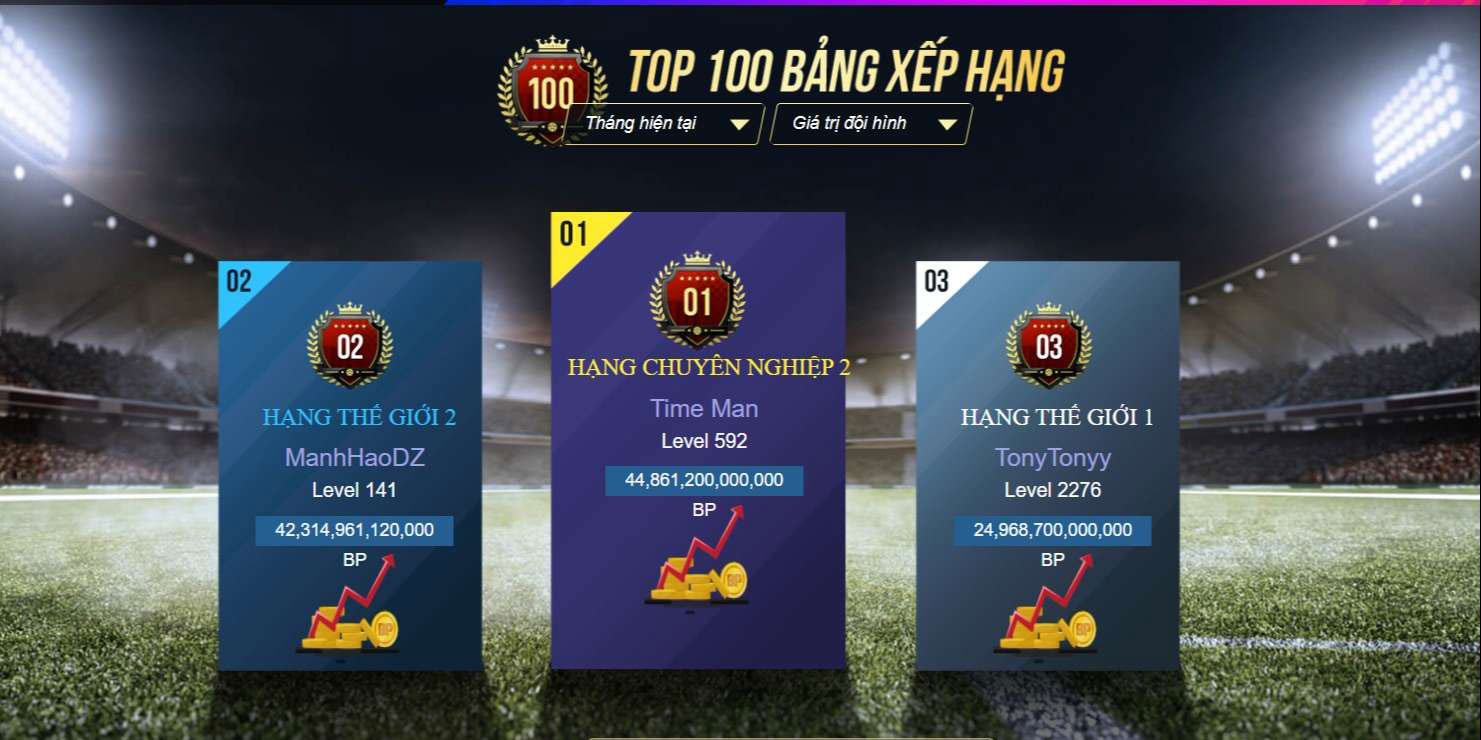 100
TOP 100 BẢNG XẾP HẠNG
Tháng hiện tại
Giá trị đội hình
02
02
HẠNG THẾ GIỚI 2
ManhHaoDZ
Level 141
42,314,961,120,000
BP
BP
01
01
HẠNG CHUYÊN NGHIỆP 2
Time Man
Level 592
44,861,200,000,000
BP
BP
03
03
HẠNG THẾ GIỚI 1
TonyTonyy
Level 2276
24,968,700,000,000
BP
BP